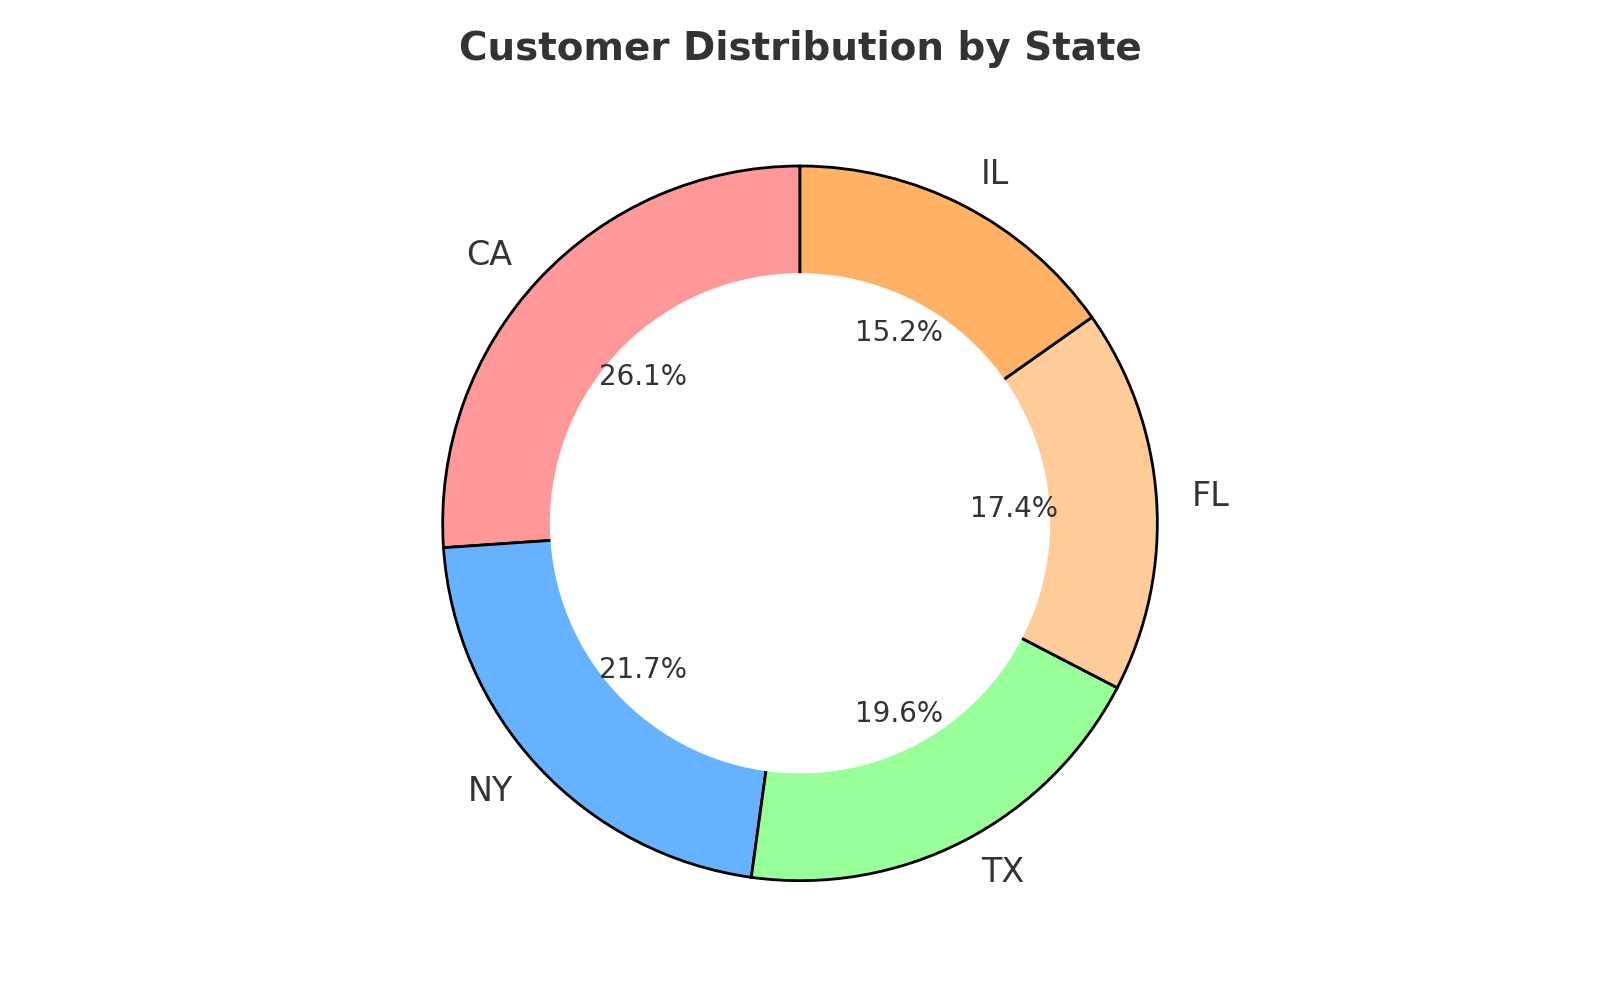 Customer Distribution by State
IL
CA
15.2%
26.1%
FL
17.4%
21.7%
19.6%
NY
TX